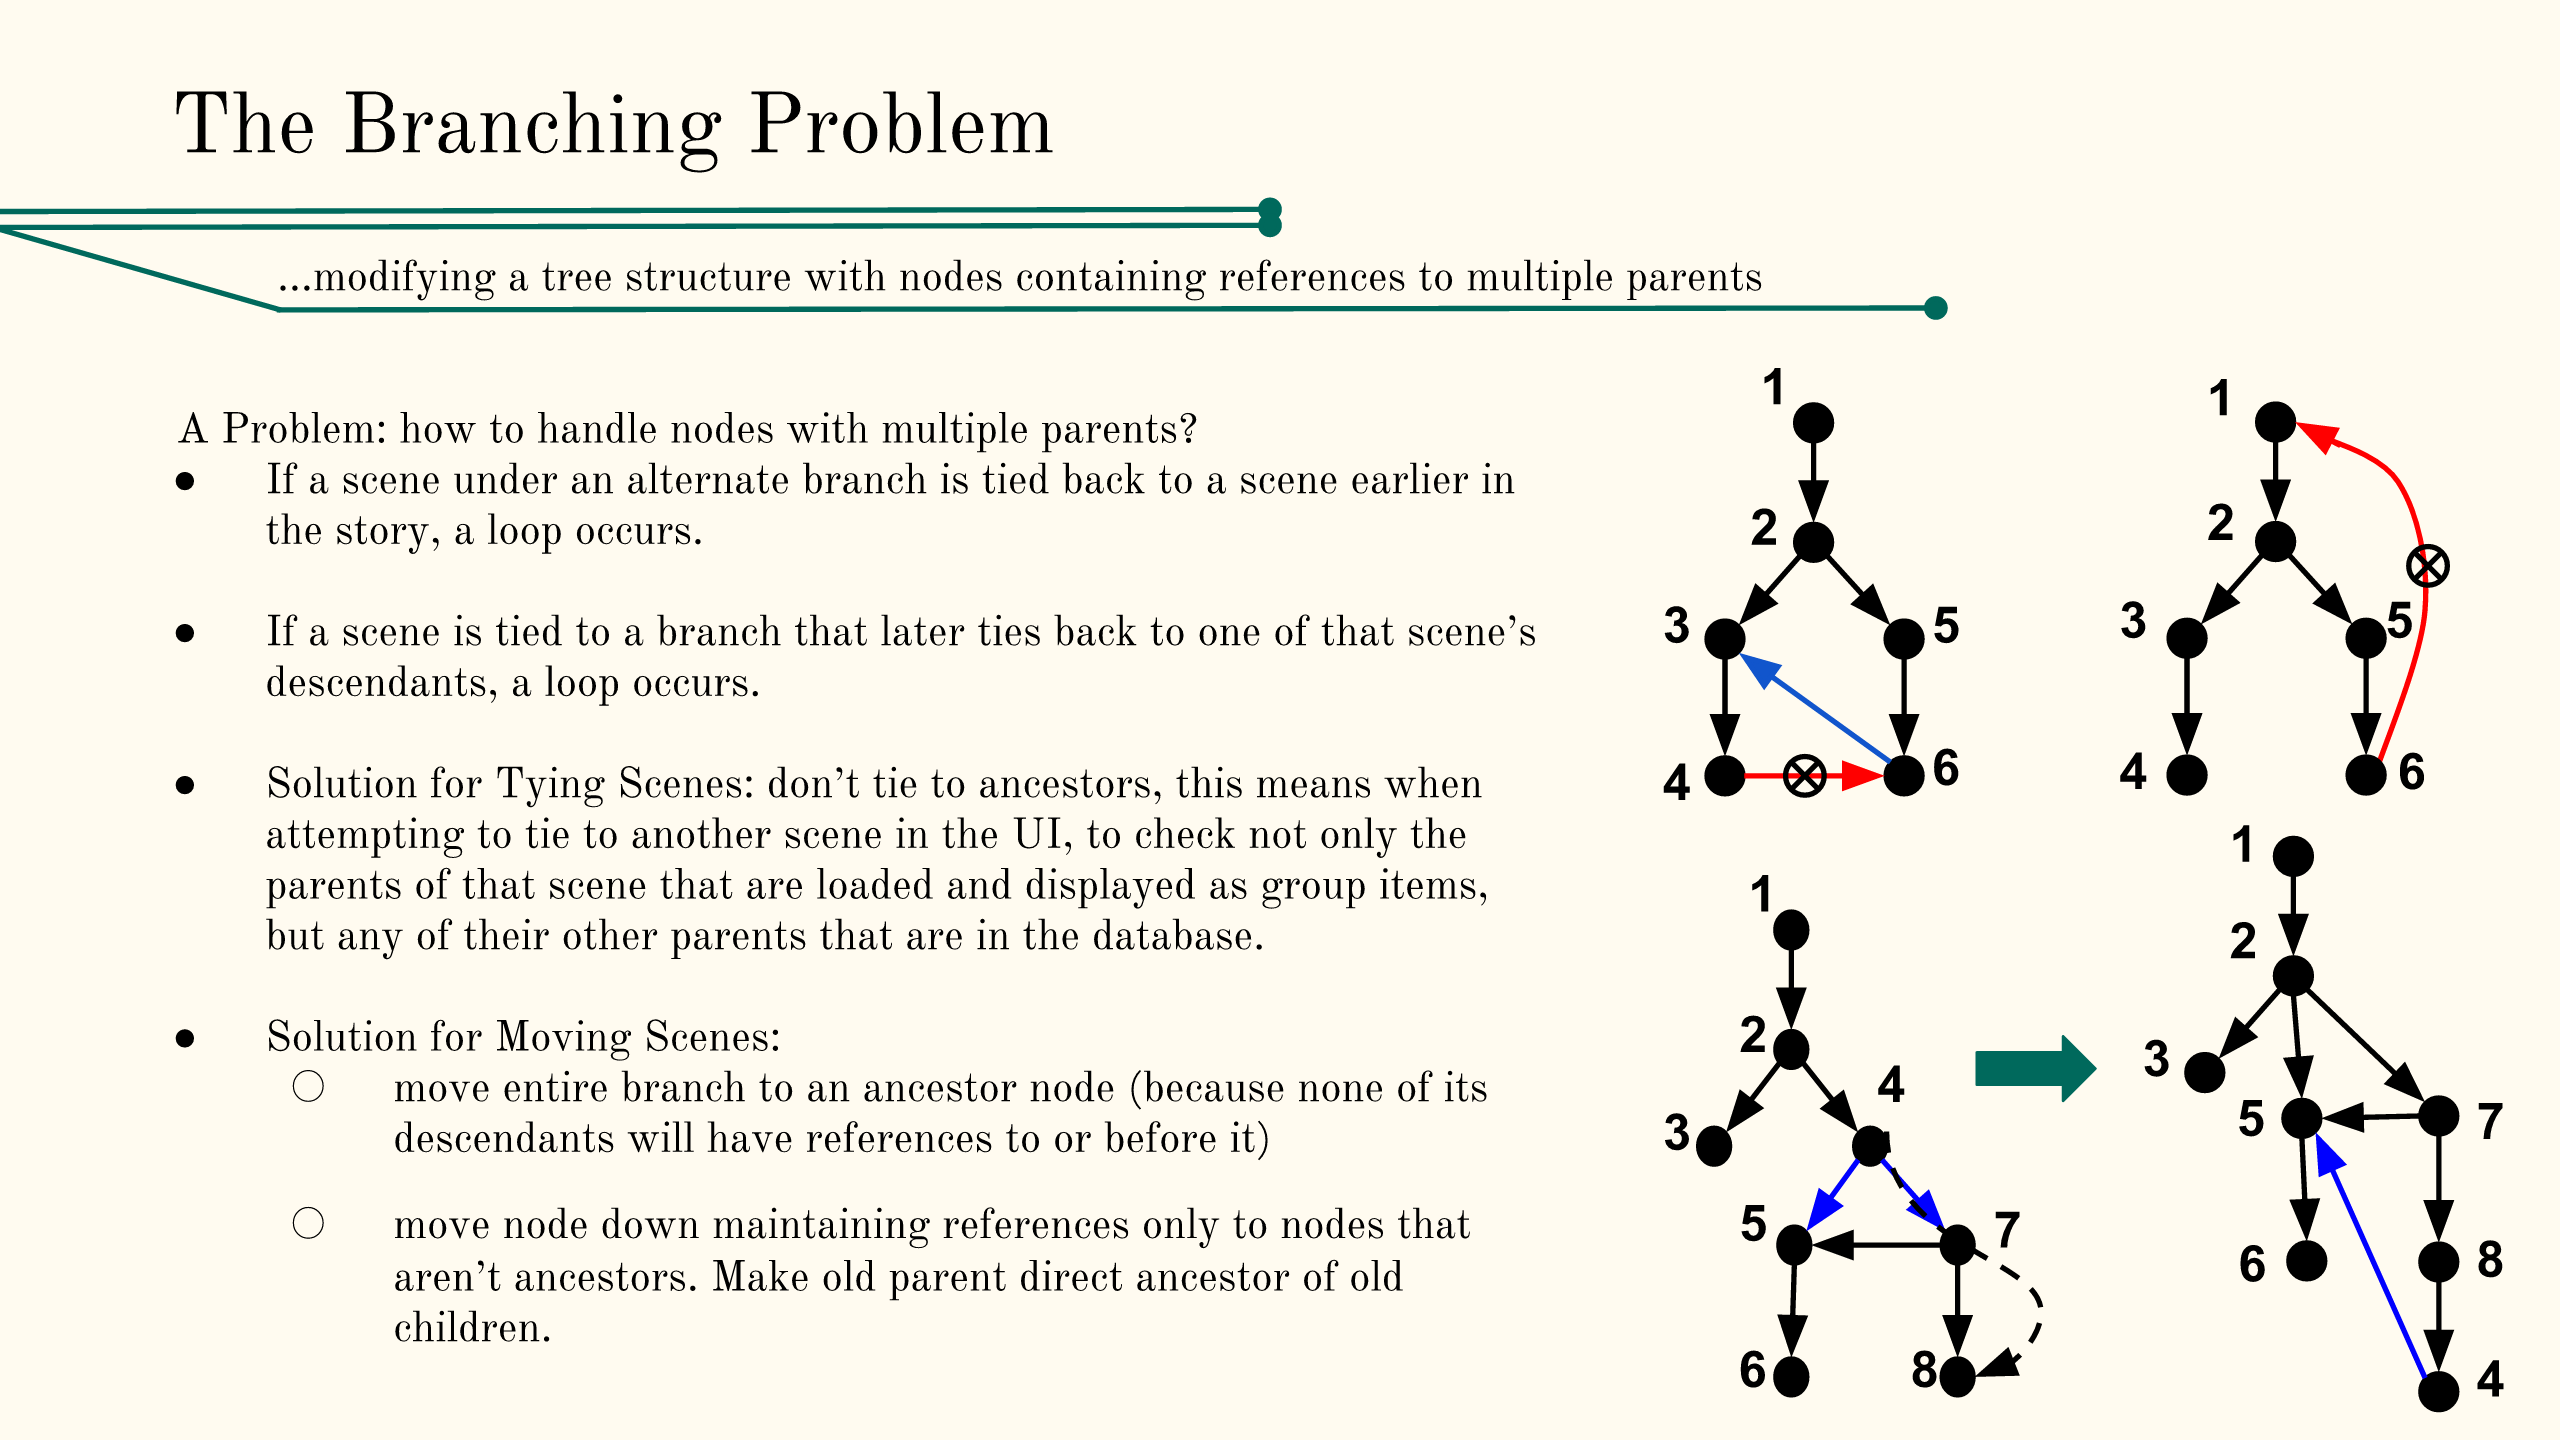 The Branching Problem
...modifying a tree structure with nodes containing references to multiple parents
A Problem: how to handle nodes with multiple parents?
● If a scene under an alternate branch is tied back to a scene earlier in
the story, a loop occurs.
● If a scene is tied to a branch that later ties back to one of that scene’s
descendants, a loop occurs.
● Solution for Tying Scenes: don’t tie to ancestors, this means when
attempting to tie to another scene in the UI, to check not only the
parents of that scene that are loaded and displayed as group items,
but any of their other parents that are in the database.
● Solution for Moving Scenes:
○ move entire branch to an ancestor node (because none of its
descendants will have references to or before it)
○ move node down maintaining references only to nodes that
aren’t ancestors. Make old parent direct ancestor of old
children.
1
2
3
5
4
6
1
2
3
5
4
6
1
2
4
3
5
7
6
8
1
2
3
5
7
6
8
4